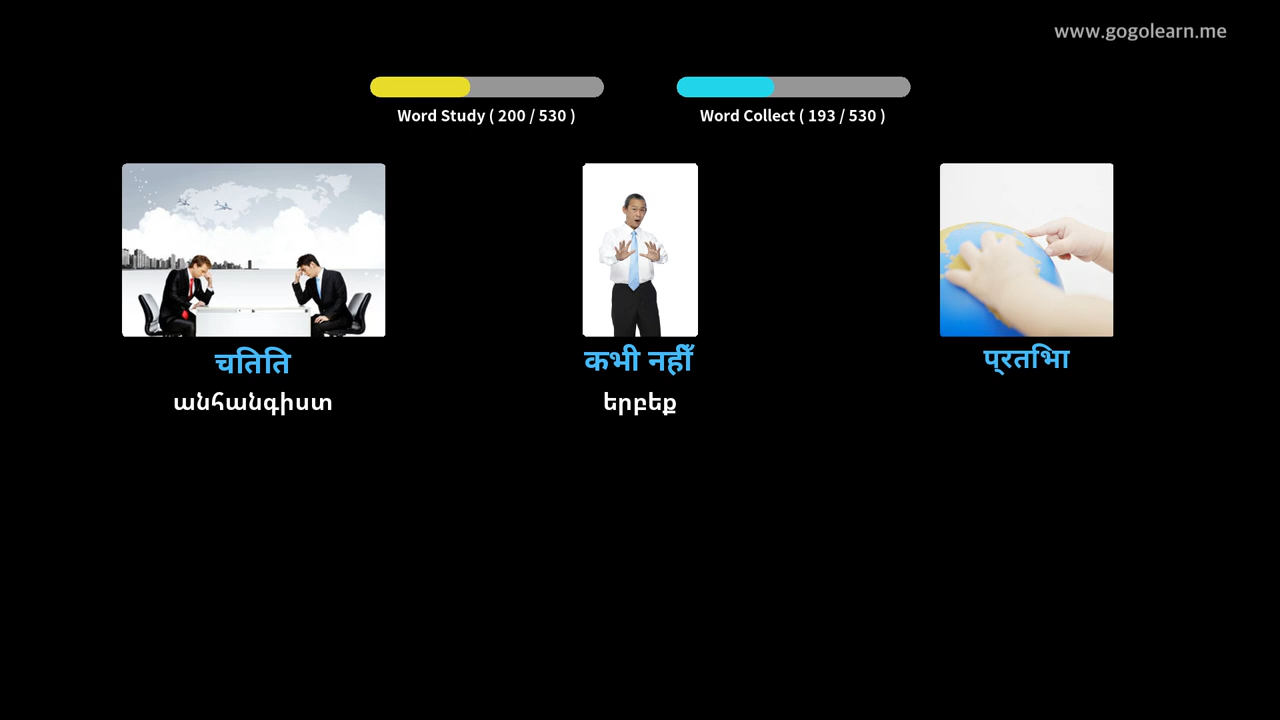 www.gogolearn.me
Word Study ( 200 / 530 )
Word Collect ( 193 / 530 )
चतिति
कभी नहीँ
प्रतभिा
անհանգիստ
երբեք